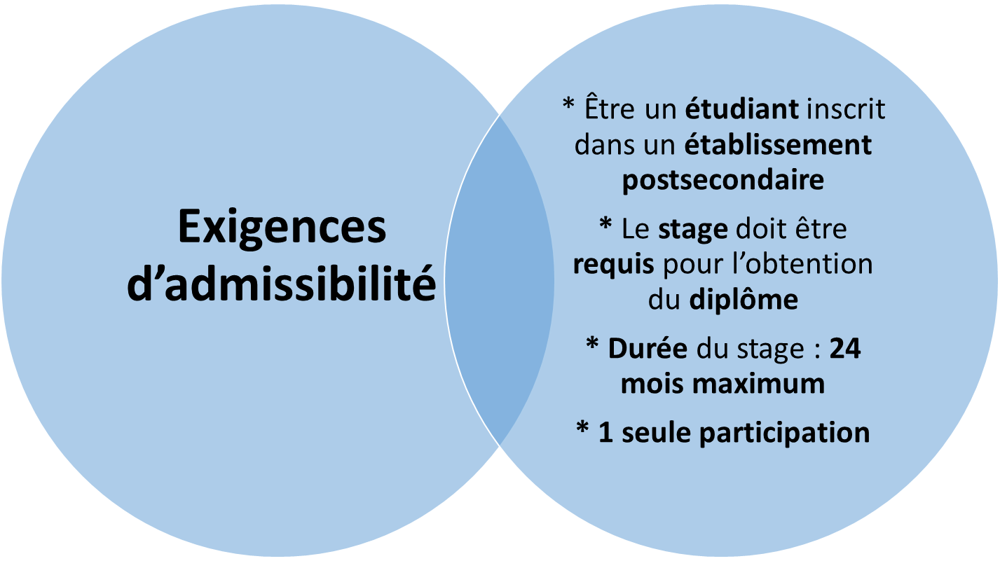 Exigences
d’admissibilité
* Être un étudiant inscrit
dans un établissement
postsecondaire
* Le stage doit être
requis pour l’obtention
du diplôme
* Durée du stage : 24
mois maximum
* 1 seule participation